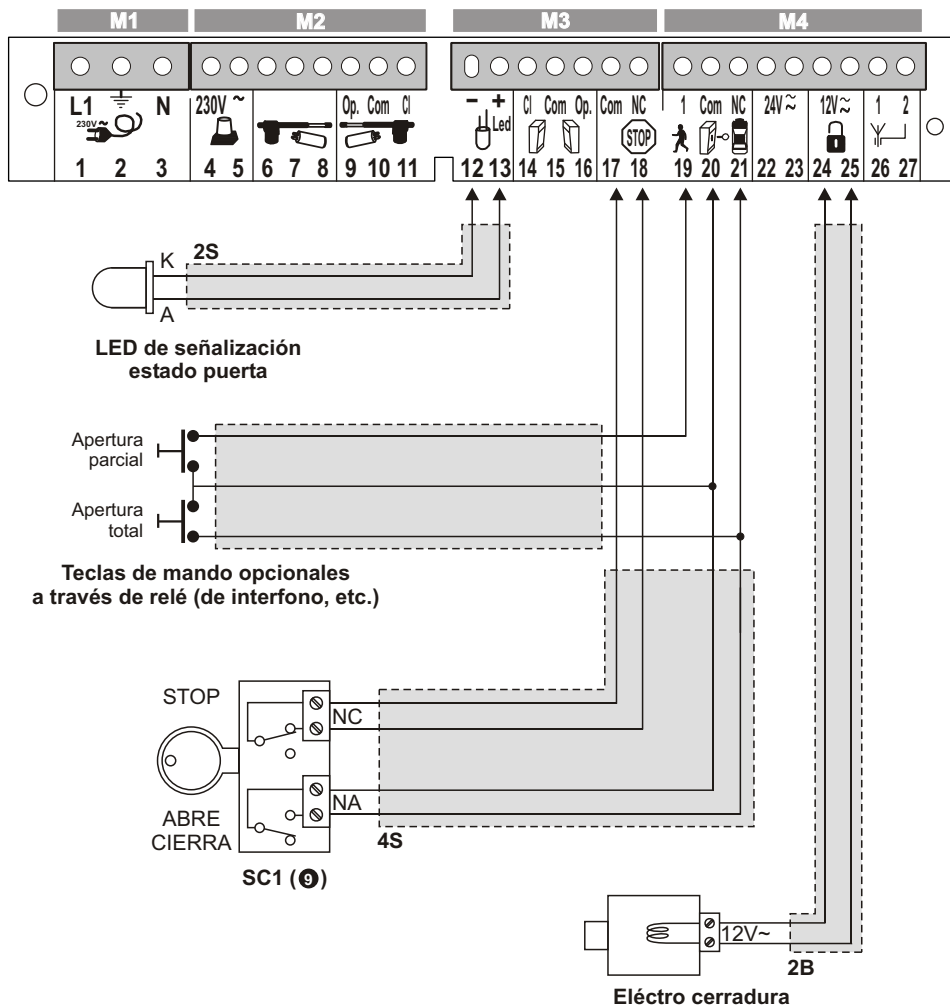 M1 M2 M3 M4
L1 N 230V ~ Op. Com Cl − + Led Cl Com Op. Com NC 1 Com NC 24V ≂ 12V ≂ 1 2
230V ~ STOP
1 2 3 4 5 6 7 8 9 10 11 12 13 14 15 16 17 18 19 20 21 22 23 24 25 26 27
2S
K
A
LED de señalización
estado puerta
Apertura
parcial
Apertura
total
Teclas de mando opcionales
a través de relé (de interfono, etc.)
STOP
NC
NA
ABRE
CIERRA
4S
SC1 (9)
12V~
2B
Eléctro cerradura